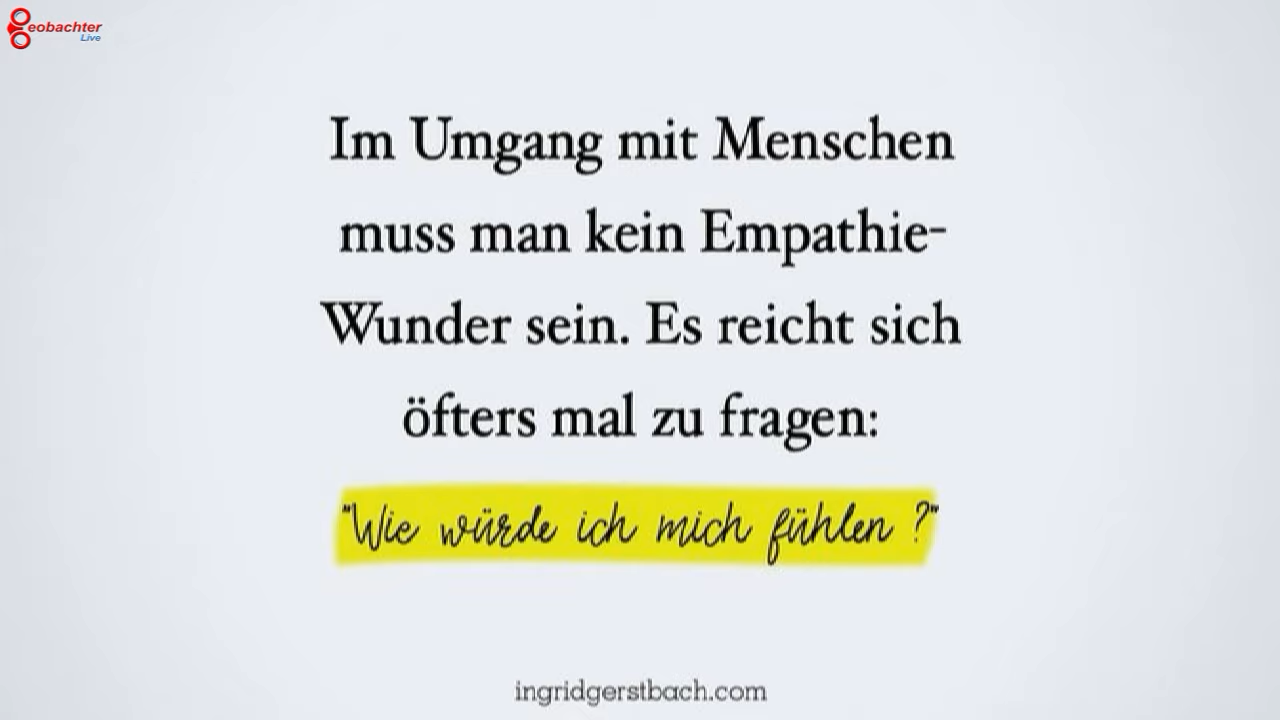 eobachter
Live
Im Umgang mit Menschen
muss man kein Empathie-
Wunder sein. Es reicht sich
öfters mal zu fragen:
"Wie würde ich mich fühlen ?"
ingridgerstbach.com